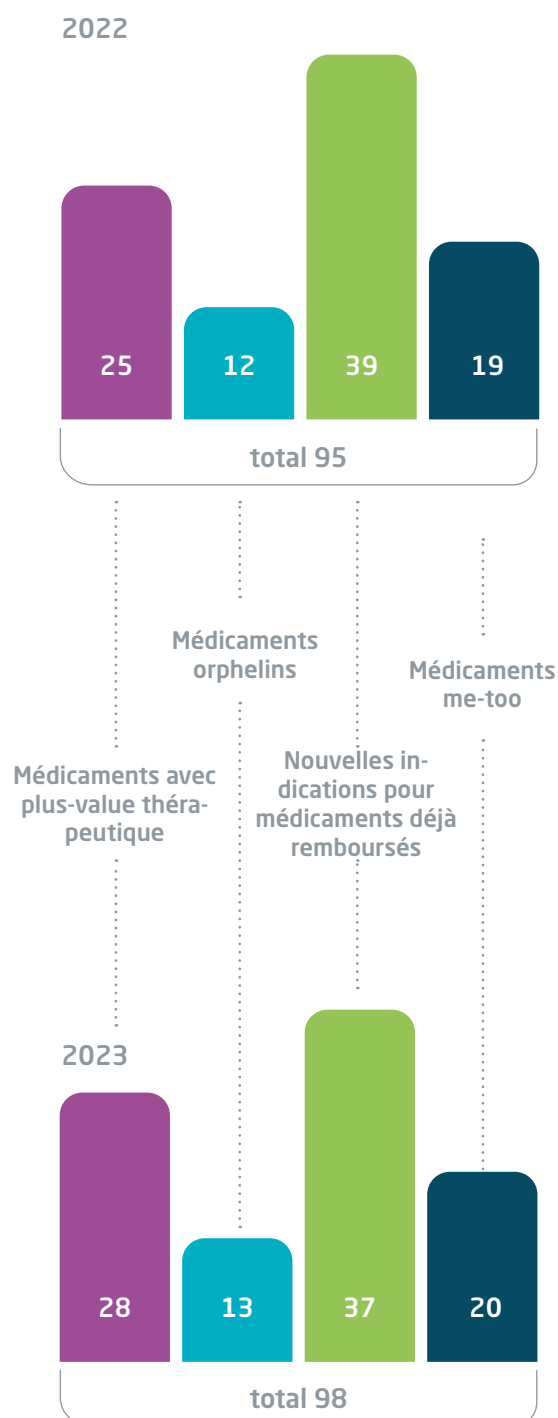 2022
25
12
39
19
total 95
Médicaments
orphelins
Médicaments
me-too
Médicaments avec
plus-value théra-
peutique
Nouvelles in-
dications pour
médicaments déjà
remboursés
2023
28
13
37
20
total 98